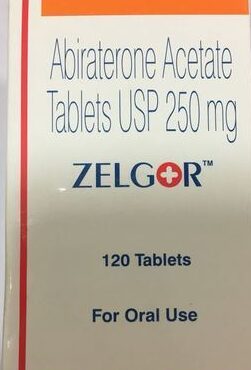 Abiraterone Acetate
Tablets USP 250 mg
ZELGOR™
120 Tablets
For Oral Use